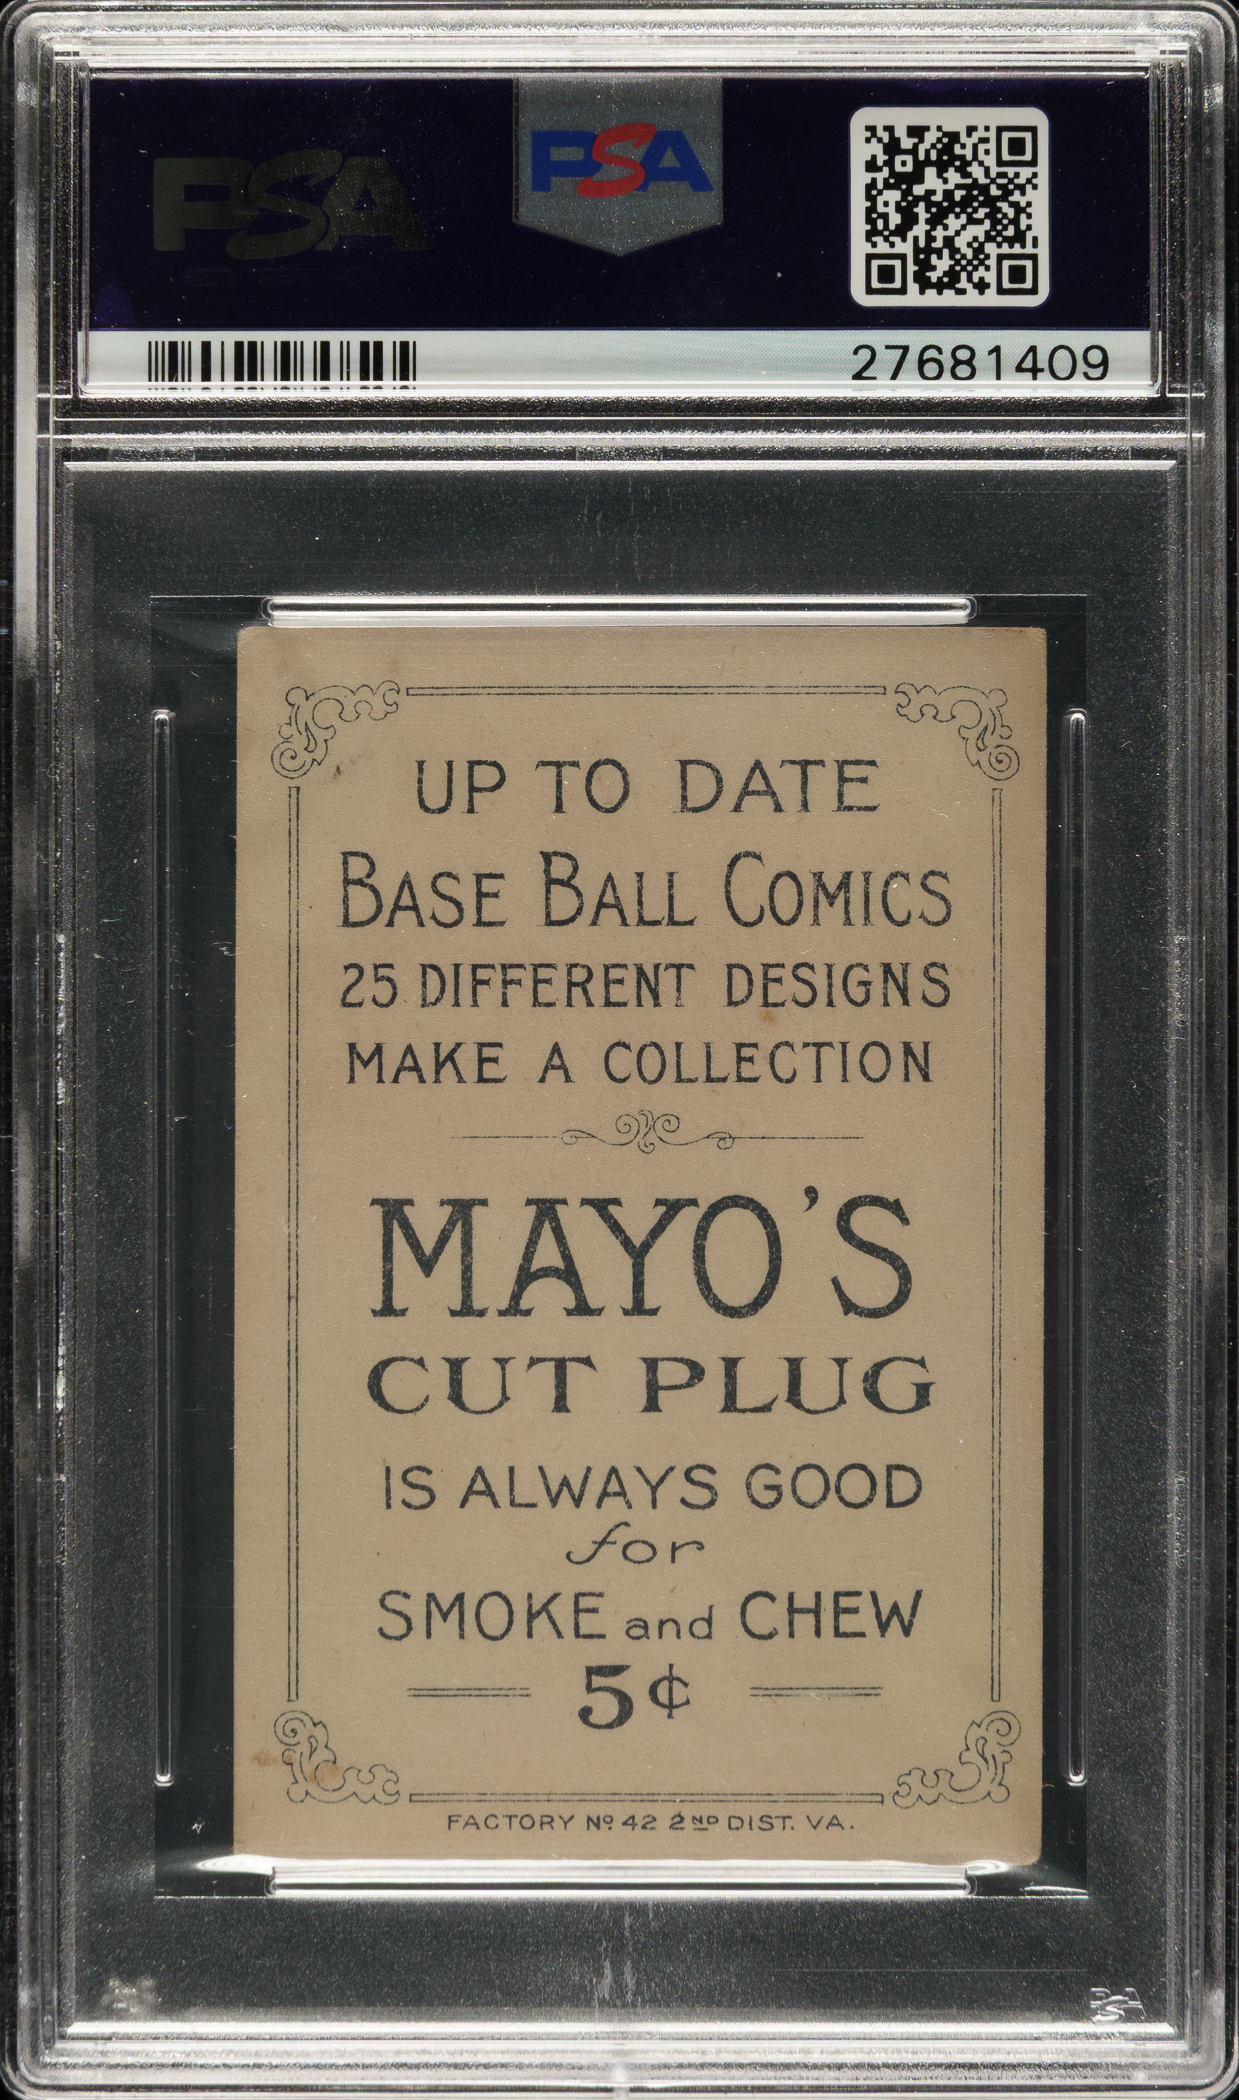 PSA
PSA
27681409
UP TO DATE
BASE BALL COMICS
25 DIFFERENT DESIGNS
MAKE A COLLECTION
MAYO'S
CUT PLUG
IS ALWAYS GOOD
for
SMOKE and CHEW
5¢
FACTORY No. 42 2ND DIST. VA.
PSA